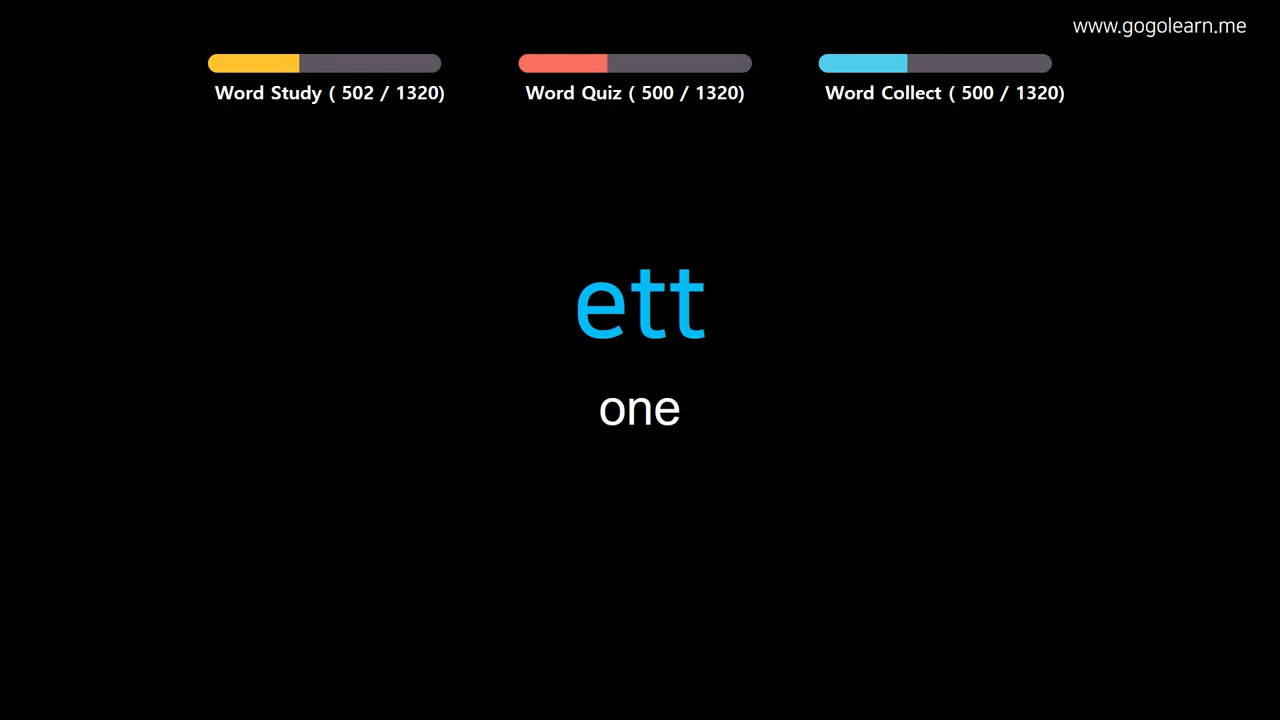 www.gogolearn.me
Word Study ( 502 / 1320)
Word Quiz ( 500 / 1320)
Word Collect ( 500 / 1320)
ett
one